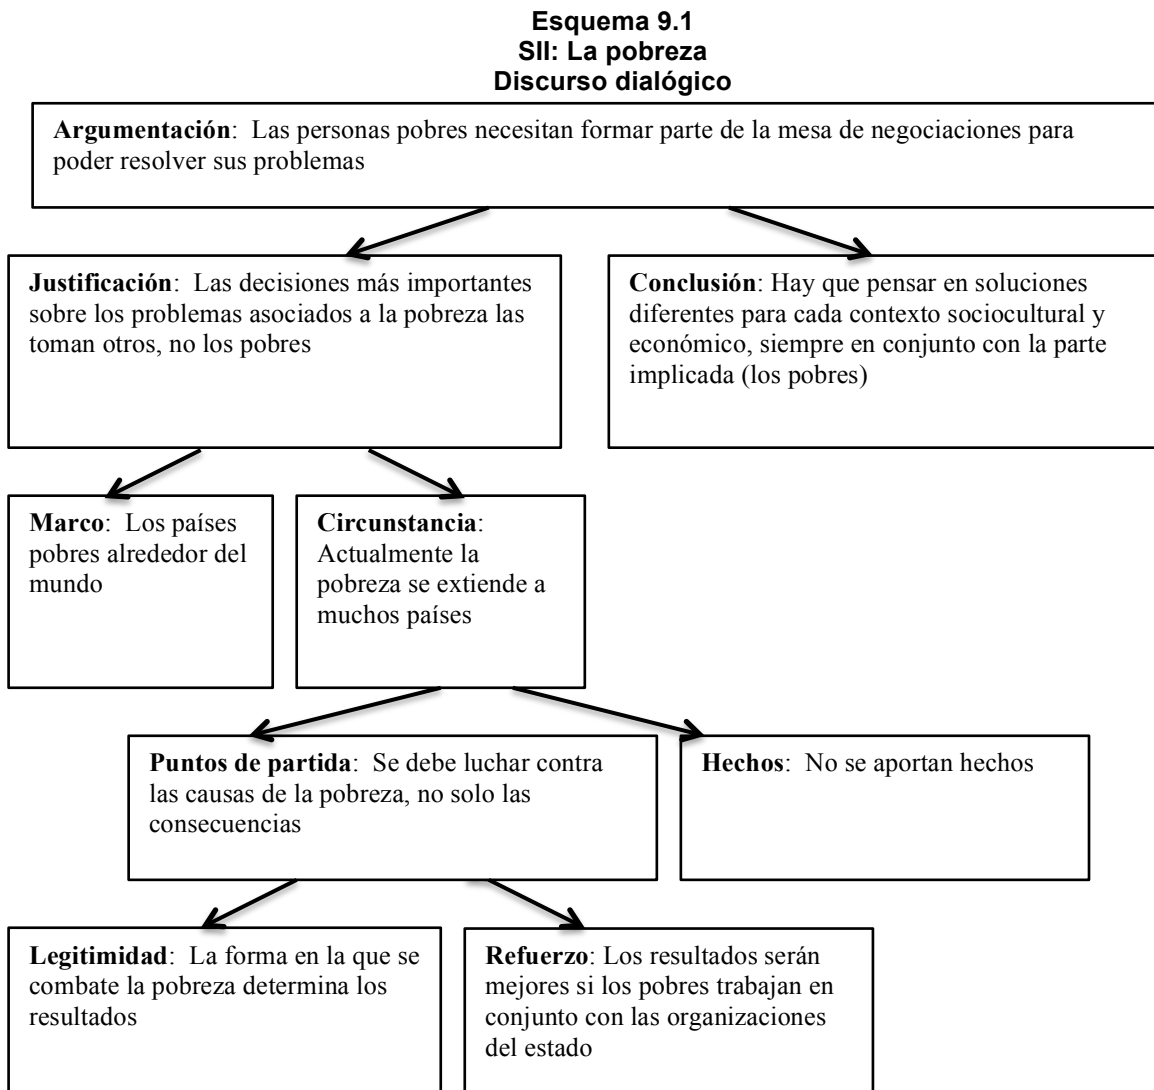 Esquema 9.1
SII: La pobreza
Discurso dialógico
Argumentación: Las personas pobres necesitan formar parte de la mesa de negociaciones para
poder resolver sus problemas
Justificación: Las decisiones más importantes
sobre los problemas asociados a la pobreza las
toman otros, no los pobres
Conclusión: Hay que pensar en soluciones
diferentes para cada contexto sociocultural y
económico, siempre en conjunto con la parte
implicada (los pobres)
Marco: Los países
pobres alrededor del
mundo
Circunstancia:
Actualmente la
pobreza se extiende a
muchos países
Puntos de partida: Se debe luchar contra
las causas de la pobreza, no solo las
consecuencias
Hechos: No se aportan hechos
Legitimidad: La forma en la que se
combate la pobreza determina los
resultados
Refuerzo: Los resultados serán
mejores si los pobres trabajan en
conjunto con las organizaciones
del estado